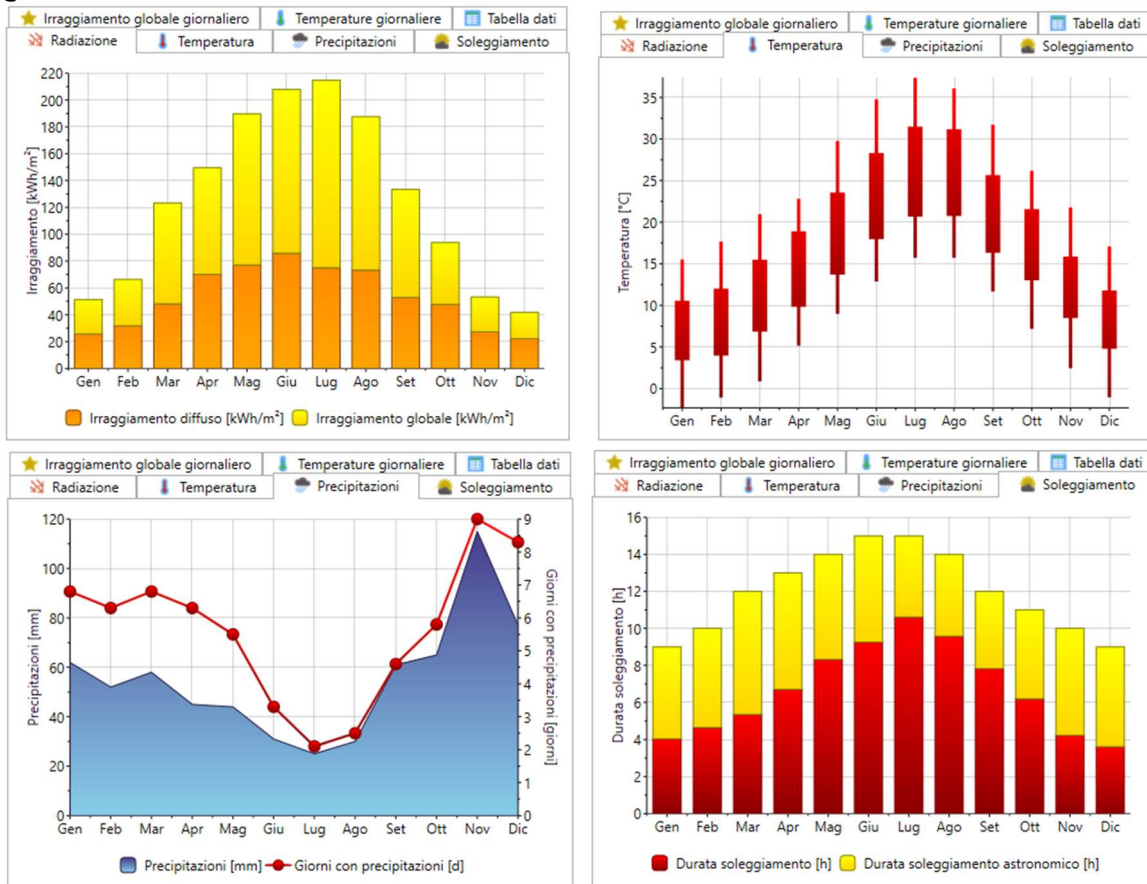 Irraggiamento globale giornaliero Temperature giornaliere Tabella dati
Radiazione Temperatura Precipitazioni Soleggiamento
Irraggiamento [kWh/m²]
220
200
180
160
140
120
100
80
60
40
20
0
Gen Feb Mar Apr Mag Giu Lug Ago Set Ott Nov Dic
Irraggiamento diffuso [kWh/m²] Irraggiamento globale [kWh/m²]
Irraggiamento globale giornaliero Temperature giornaliere Tabella dati
Radiazione Temperatura Precipitazioni Soleggiamento
Temperatura [°C]
35
30
25
20
15
10
5
0
Gen Feb Mar Apr Mag Giu Lug Ago Set Ott Nov Dic
Irraggiamento globale giornaliero Temperature giornaliere Tabella dati
Radiazione Temperatura Precipitazioni Soleggiamento
Precipitazioni [mm]
120
100
80
60
40
20
0
9
8
7
6
5
4
3
2
1
0
Giorni con precipitazioni [giorni]
Gen Feb Mar Apr Mag Giu Lug Ago Set Ott Nov Dic
Precipitazioni [mm] Giorni con precipitazioni [d]
Irraggiamento globale giornaliero Temperature giornaliere Tabella dati
Radiazione Temperatura Precipitazioni Soleggiamento
Durata soleggiamento [h]
16
14
12
10
8
6
4
2
0
Gen Feb Mar Apr Mag Giu Lug Ago Set Ott Nov Dic
Durata soleggiamento [h] Durata soleggiamento astronomico [h]